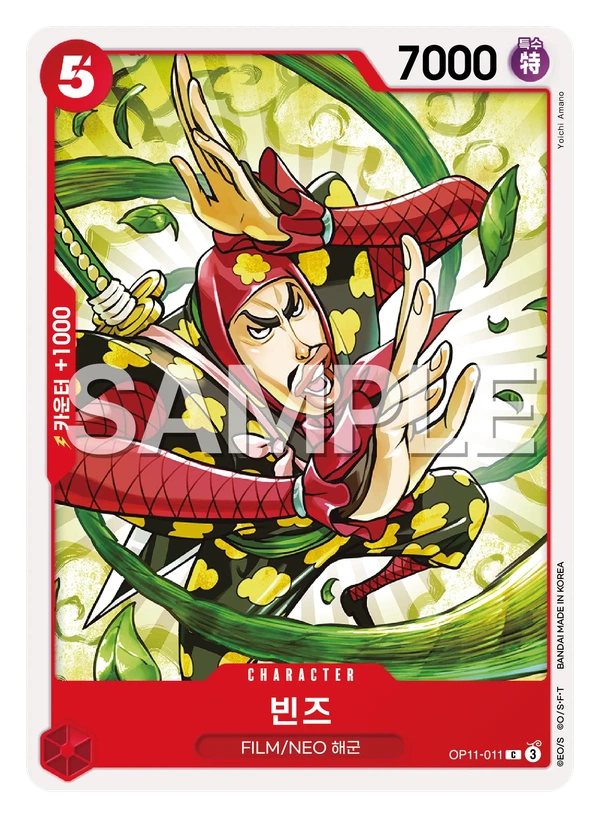 5
7000
특수
特
Yoichi Amano
⚡카운터 +1000
SAMPLE
CHARACTER
빈즈
FILM/NEO 해군
OP11-011 C 3
©EO/S ©O/S・F・T BANDAI MADE IN KOREA